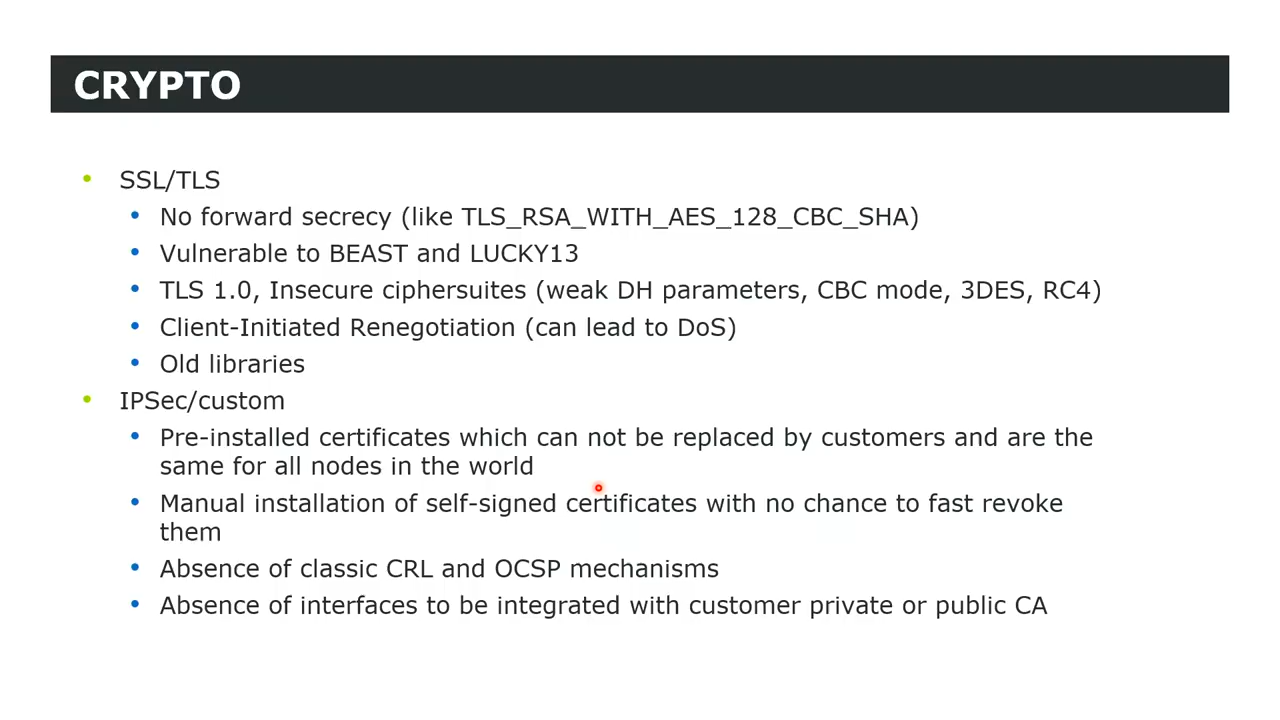 CRYPTO
• SSL/TLS
• No forward secrecy (like TLS_RSA_WITH_AES_128_CBC_SHA)
• Vulnerable to BEAST and LUCKY13
• TLS 1.0, Insecure ciphersuites (weak DH parameters, CBC mode, 3DES, RC4)
• Client-Initiated Renegotiation (can lead to DoS)
• Old libraries
• IPSec/custom
• Pre-installed certificates which can not be replaced by customers and are the
same for all nodes in the world
• Manual installation of self-signed certificates with no chance to fast revoke
them
• Absence of classic CRL and OCSP mechanisms
• Absence of interfaces to be integrated with customer private or public CA